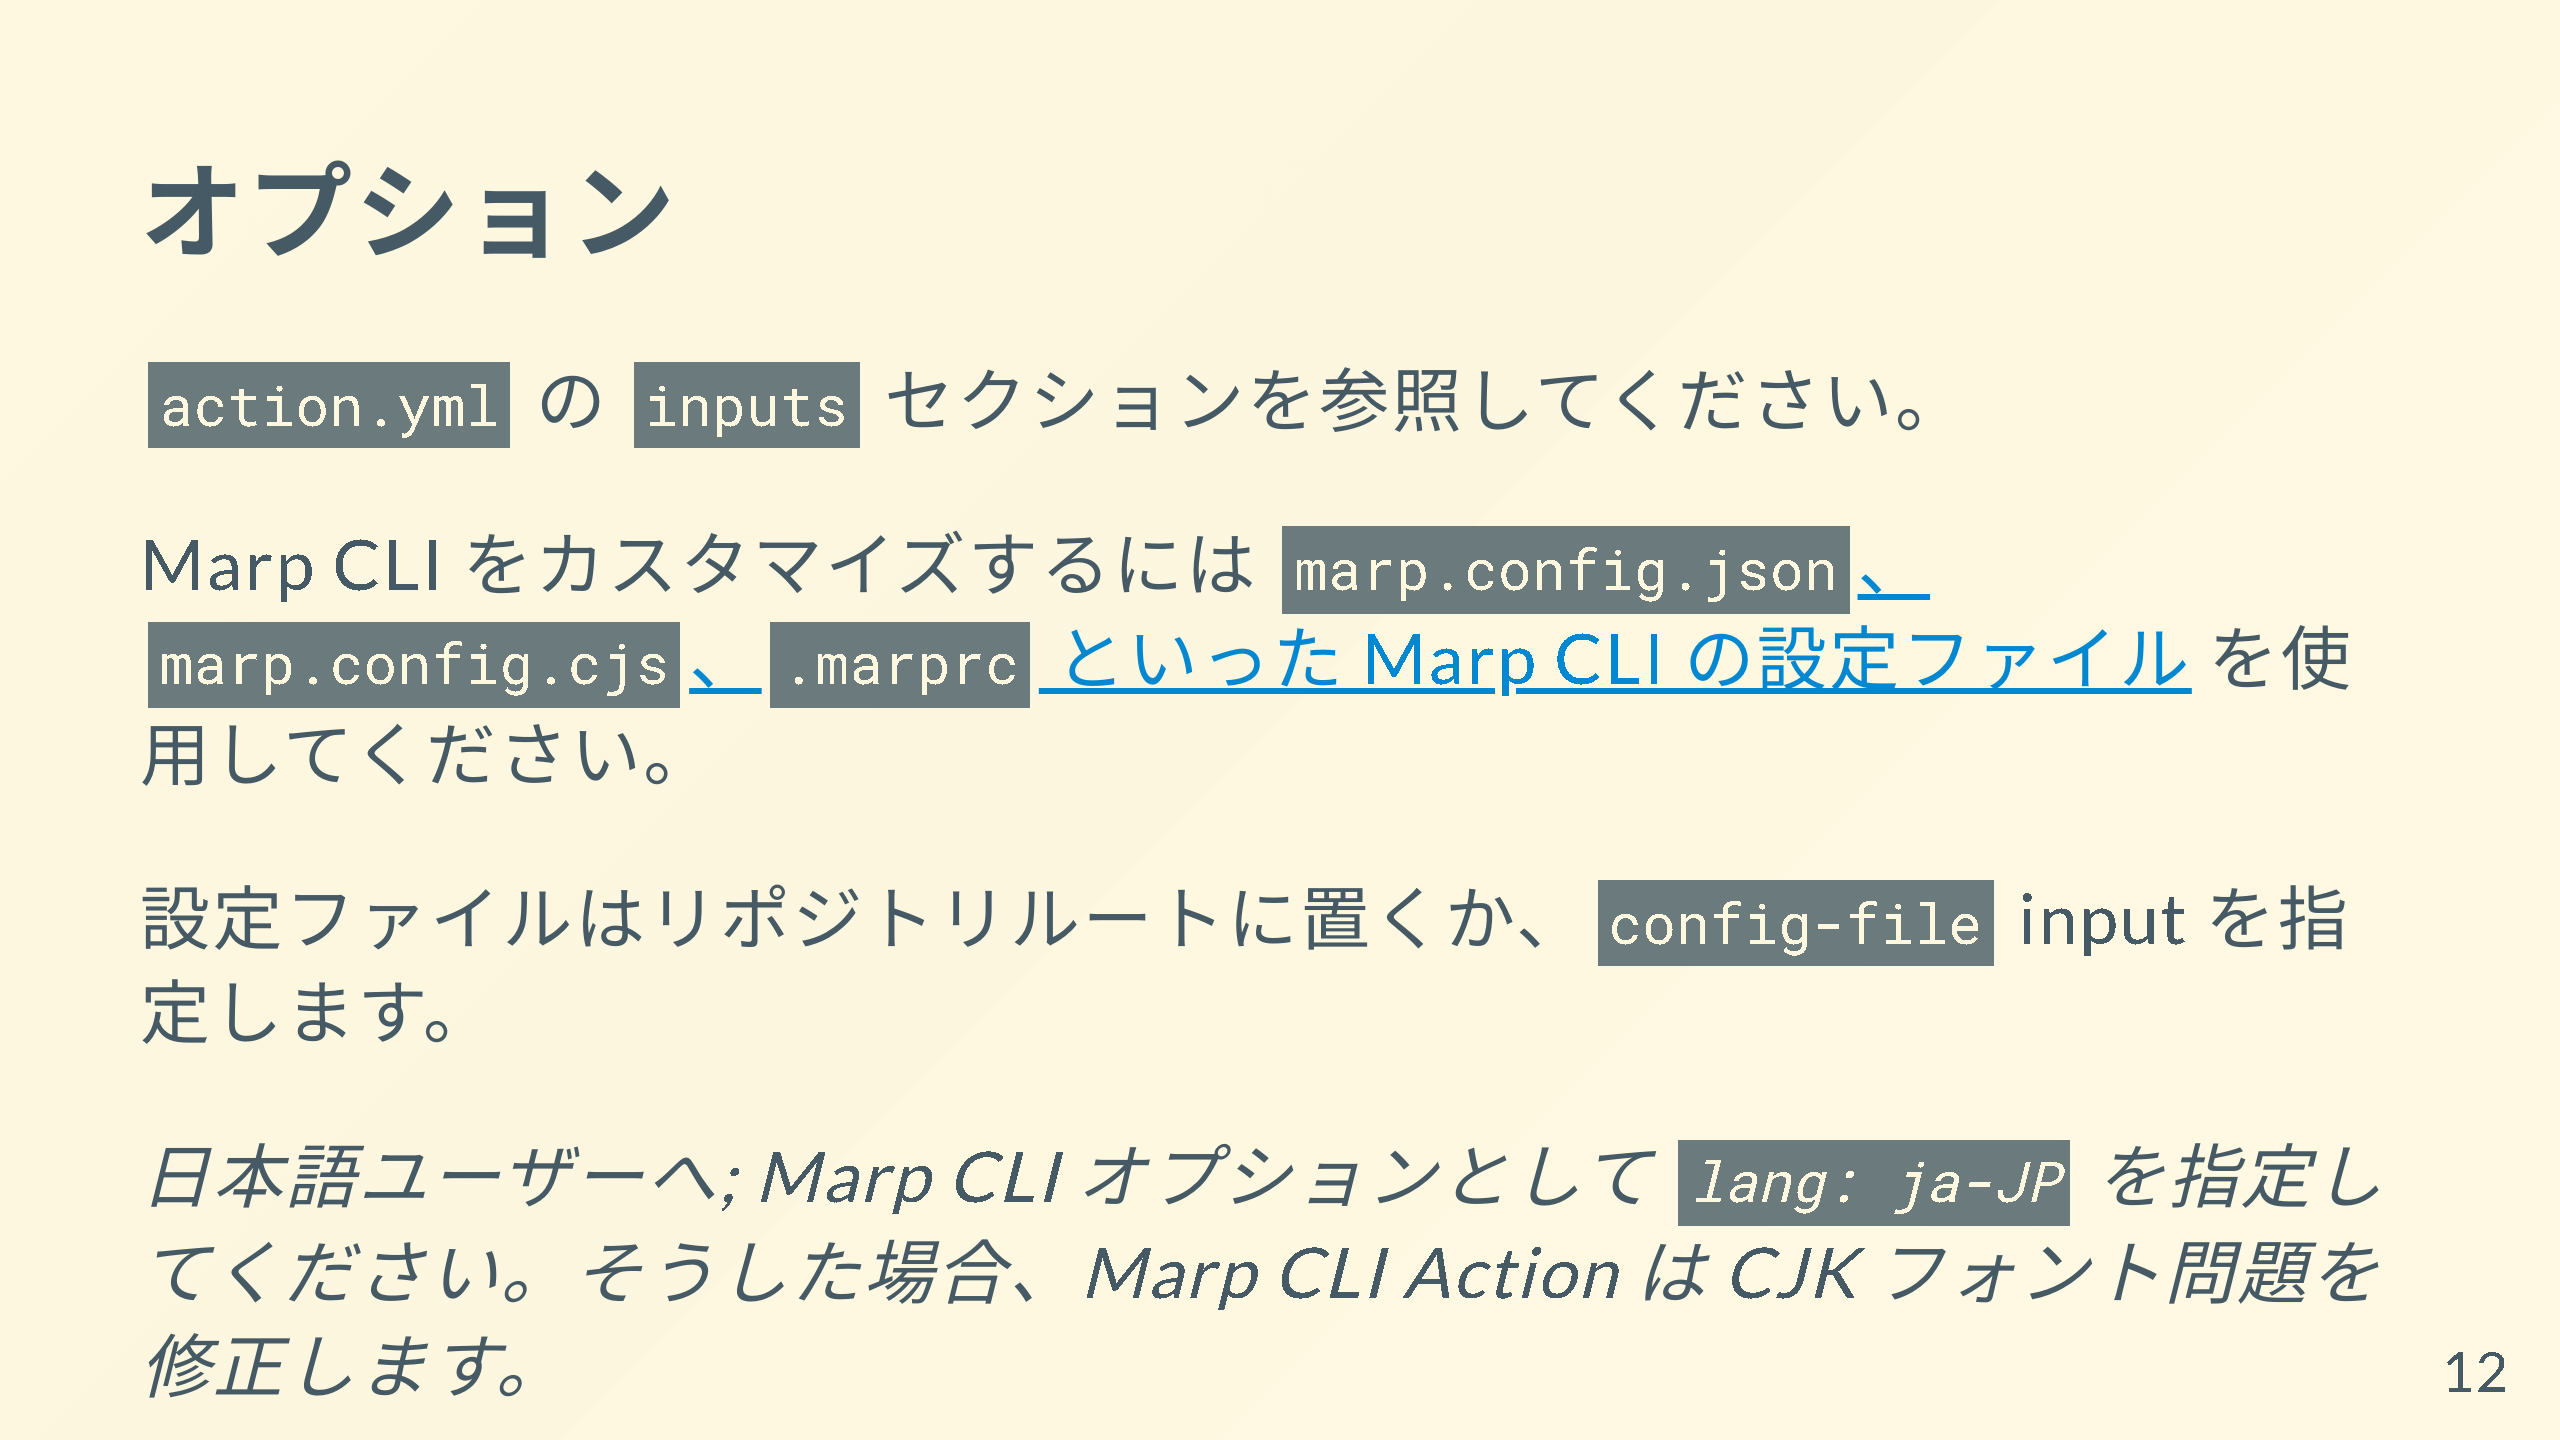 オプション
action.yml の inputs セクションを参照してください。
Marp CLI をカスタマイズするには marp.config.json、
marp.config.cjs、.marprc といった Marp CLI の設定ファイル を使
用してください。
設定ファイルはリポジトリルートに置くか、config-file input を指
定します。
日本語ユーザーへ; Marp CLI オプションとして lang: ja-JP を指定し
てください。そうした場合、Marp CLI Action は CJK フォント問題を
修正します。
12